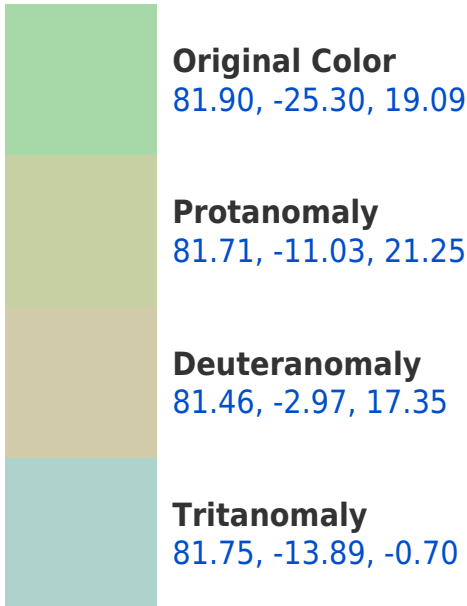 Original Color
81.90, -25.30, 19.09
Protanomaly
81.71, -11.03, 21.25
Deuteranomaly
81.46, -2.97, 17.35
Tritanomaly
81.75, -13.89, -0.70